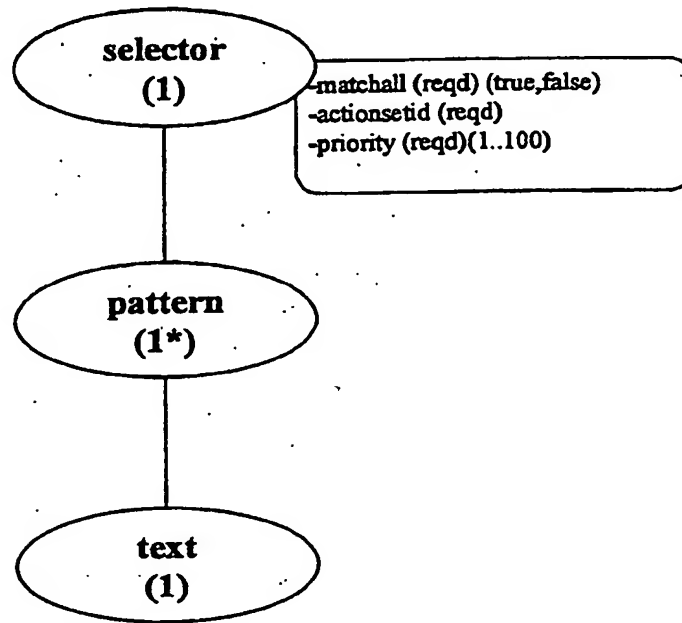 selector
(1)
-matchall (reqd) (true,false)
-actionsetid (reqd)
-priority (reqd)(1..100)
pattern
(1*)
text
(1)